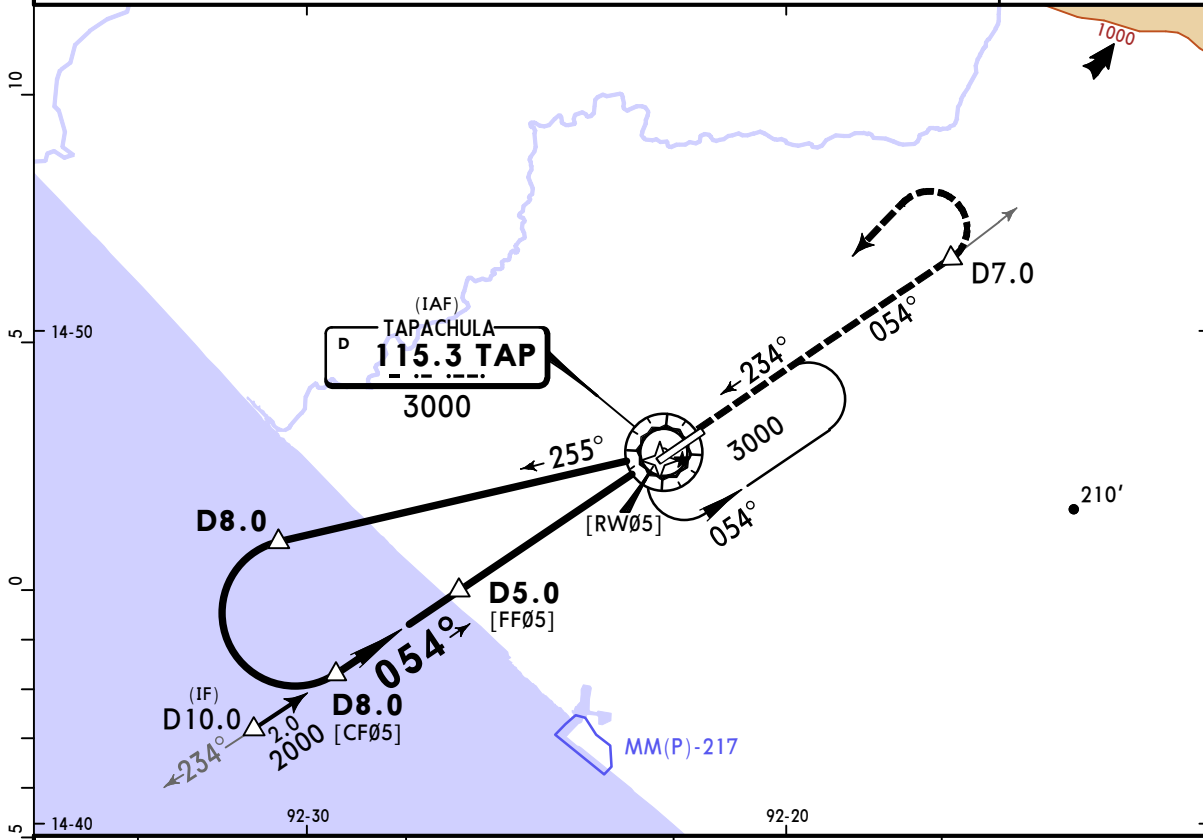 1000
10
D7.0
054°
5
14-50
(IAF)
TAPACHULA
D
115.3 TAP
3000
234°
3000
255°
[RWØ5]
054°
210'
D8.0
0
D5.0
[FFØ5]
054°
D8.0
[CFØ5]
(IF)
D10.0
2.0
2000
234°
MM(P)-217
92-30
92-20
5
14-40